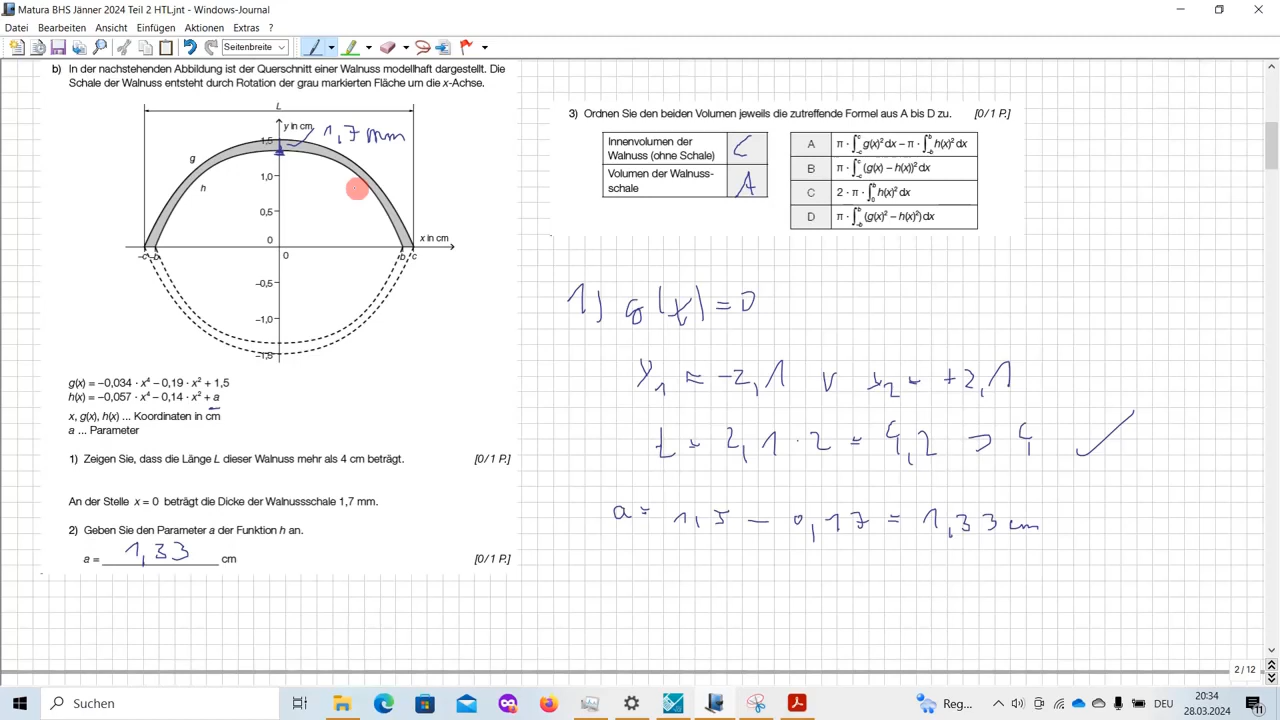 Matura BHS Jänner 2024 Teil 2 HTL.jnt - Windows-Journal
Datei Bearbeiten Ansicht Einfügen Aktionen Extras ?
Seitenbreite
b) In der nachstehenden Abbildung ist der Querschnitt einer Walnuss modellhaft dargestellt. Die
Schale der Walnuss entsteht durch Rotation der grau markierten Fläche um die x-Achse.
L
y in cm
1,7 mm
1,5
g
h
1,0
0,5
0
x in cm
-c -b
0
b c
-0,5
-1,0
-1,5
g(x) = -0,034 · x⁴ - 0,19 · x² + 1,5
h(x) = -0,057 · x⁴ - 0,14 · x² + a
x, g(x), h(x) ... Koordinaten in cm
a ... Parameter
1) Zeigen Sie, dass die Länge L dieser Walnuss mehr als 4 cm beträgt. [0/1 P.]
An der Stelle x = 0 beträgt die Dicke der Walnussschale 1,7 mm.
2) Geben Sie den Parameter a der Funktion h an.
a = 1,33 cm [0/1 P.]
3) Ordnen Sie den beiden Volumen jeweils die zutreffende Formel aus A bis D zu. [0/1 P.]
Innenvolumen der
Walnuss (ohne Schale) C
Volumen der Walnuss-
schale A
A π · ∫₋c^c g(x)² dx − π · ∫₋b^b h(x)² dx
B π · ∫₋c^c (g(x) − h(x))² dx
C 2 · π · ∫₀^b h(x)² dx
D π · ∫₋b^b (g(x)² − h(x)²) dx
1) g(x) = 0
x₁ ≈ -2,1 v x₂ = +2,1
L = 2,1 · 2 = 4,2 > 4 ✓
a = 1,5 - 0,17 = 1,33 cm
2 / 12
Suchen
Reg...
DEU
20:34
28.03.2024
11